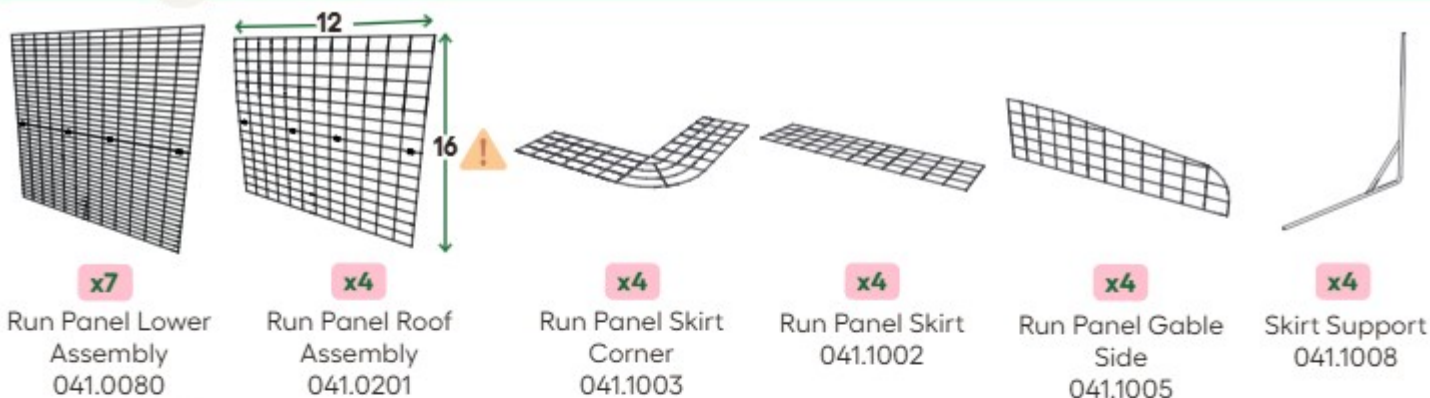 12
16
!
x7
Run Panel Lower
Assembly
041.0080
x4
Run Panel Roof
Assembly
041.0201
x4
Run Panel Skirt
Corner
041.1003
x4
Run Panel Skirt
041.1002
x4
Run Panel Gable
Side
041.1005
x4
Skirt Support
041.1008